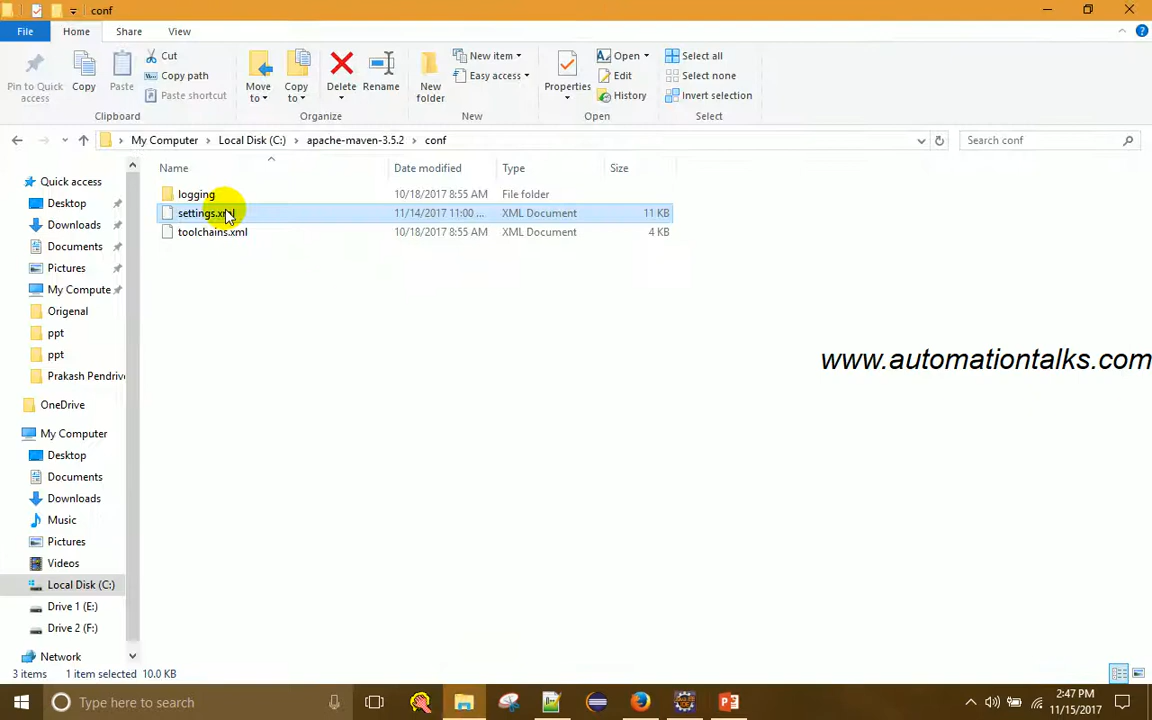 conf
File Home Share View
Pin to Quick access
Copy
Paste
Cut
Copy path
Paste shortcut
Clipboard
Move to
Copy to
Delete
Rename
Organize
New folder
New item
Easy access
New
Properties
Open
Edit
History
Open
Select all
Select none
Invert selection
Select
My Computer Local Disk (C:) apache-maven-3.5.2 conf
Search conf
Name Date modified Type Size
logging 10/18/2017 8:55 AM File folder
settings.xml 11/14/2017 11:00 ... XML Document 11 KB
toolchains.xml 10/18/2017 8:55 AM XML Document 4 KB
Quick access
Desktop
Downloads
Documents
Pictures
My Compute
Origenal
ppt
ppt
Prakash Pendrive
OneDrive
My Computer
Desktop
Documents
Downloads
Music
Pictures
Videos
Local Disk (C:)
Drive 1 (E:)
Drive 2 (F:)
Network
www.automationtalks.com
3 items 1 item selected 10.0 KB
Type here to search
2:47 PM
11/15/2017